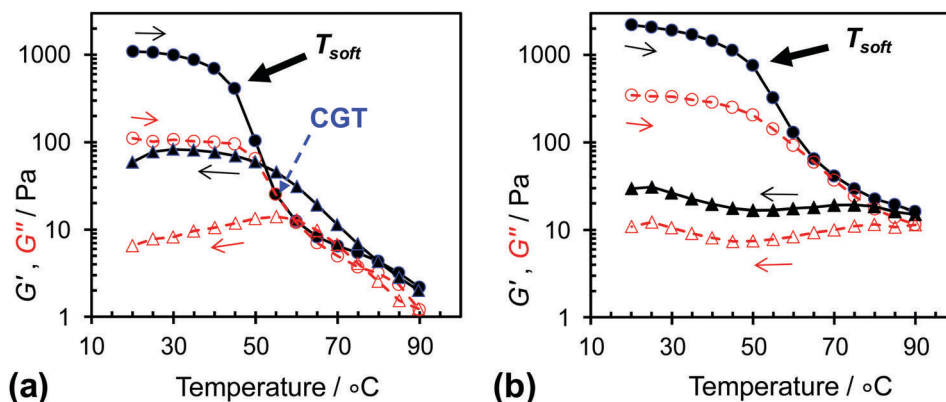 1000
100
10
1
G′ , G″ / Pa
T_soft
CGT
10 30 50 70 90
Temperature / ∘C
(a)
1000
100
10
1
G′ , G″ / Pa
T_soft
10 30 50 70 90
Temperature / ∘C
(b)